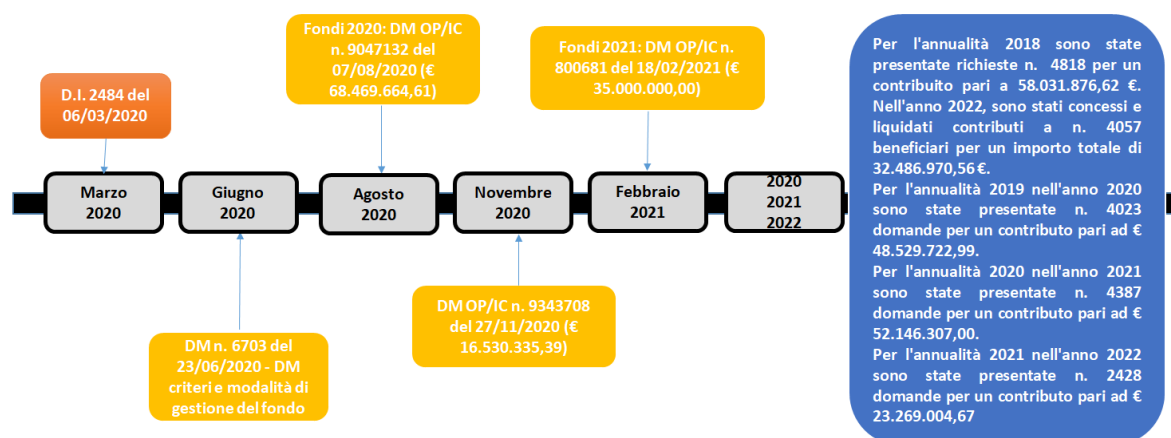 D.I. 2484 del
06/03/2020
Fondi 2020: DM OP/IC
n. 9047132 del
07/08/2020 (€
68.469.664,61)
Fondi 2021: DM OP/IC n.
800681 del 18/02/2021 (€
35.000.000,00)
Marzo
2020
Giugno
2020
Agosto
2020
Novembre
2020
Febbraio
2021
2020
2021
2022
DM n. 6703 del
23/06/2020 - DM
criteri e modalità di
gestione del fondo
DM OP/IC n. 9343708
del 27/11/2020 (€
16.530.335,39)
Per l'annualità 2018 sono state
presentate richieste n. 4818 per un
contribuito pari a 58.031.876,62 €.
Nell'anno 2022, sono stati concessi e
liquidati contributi a n. 4057
beneficiari per un importo totale di
32.486.970,56 €.
Per l'annualità 2019 nell'anno 2020
sono state presentate n. 4023
domande per un contributo pari ad €
48.529.722,99.
Per l'annualità 2020 nell'anno 2021
sono state presentate n. 4387
domande per un contributo pari ad €
52.146.307,00.
Per l'annualità 2021 nell'anno 2022
sono state presentate n. 2428
domande per un contributo pari ad €
23.269.004,67